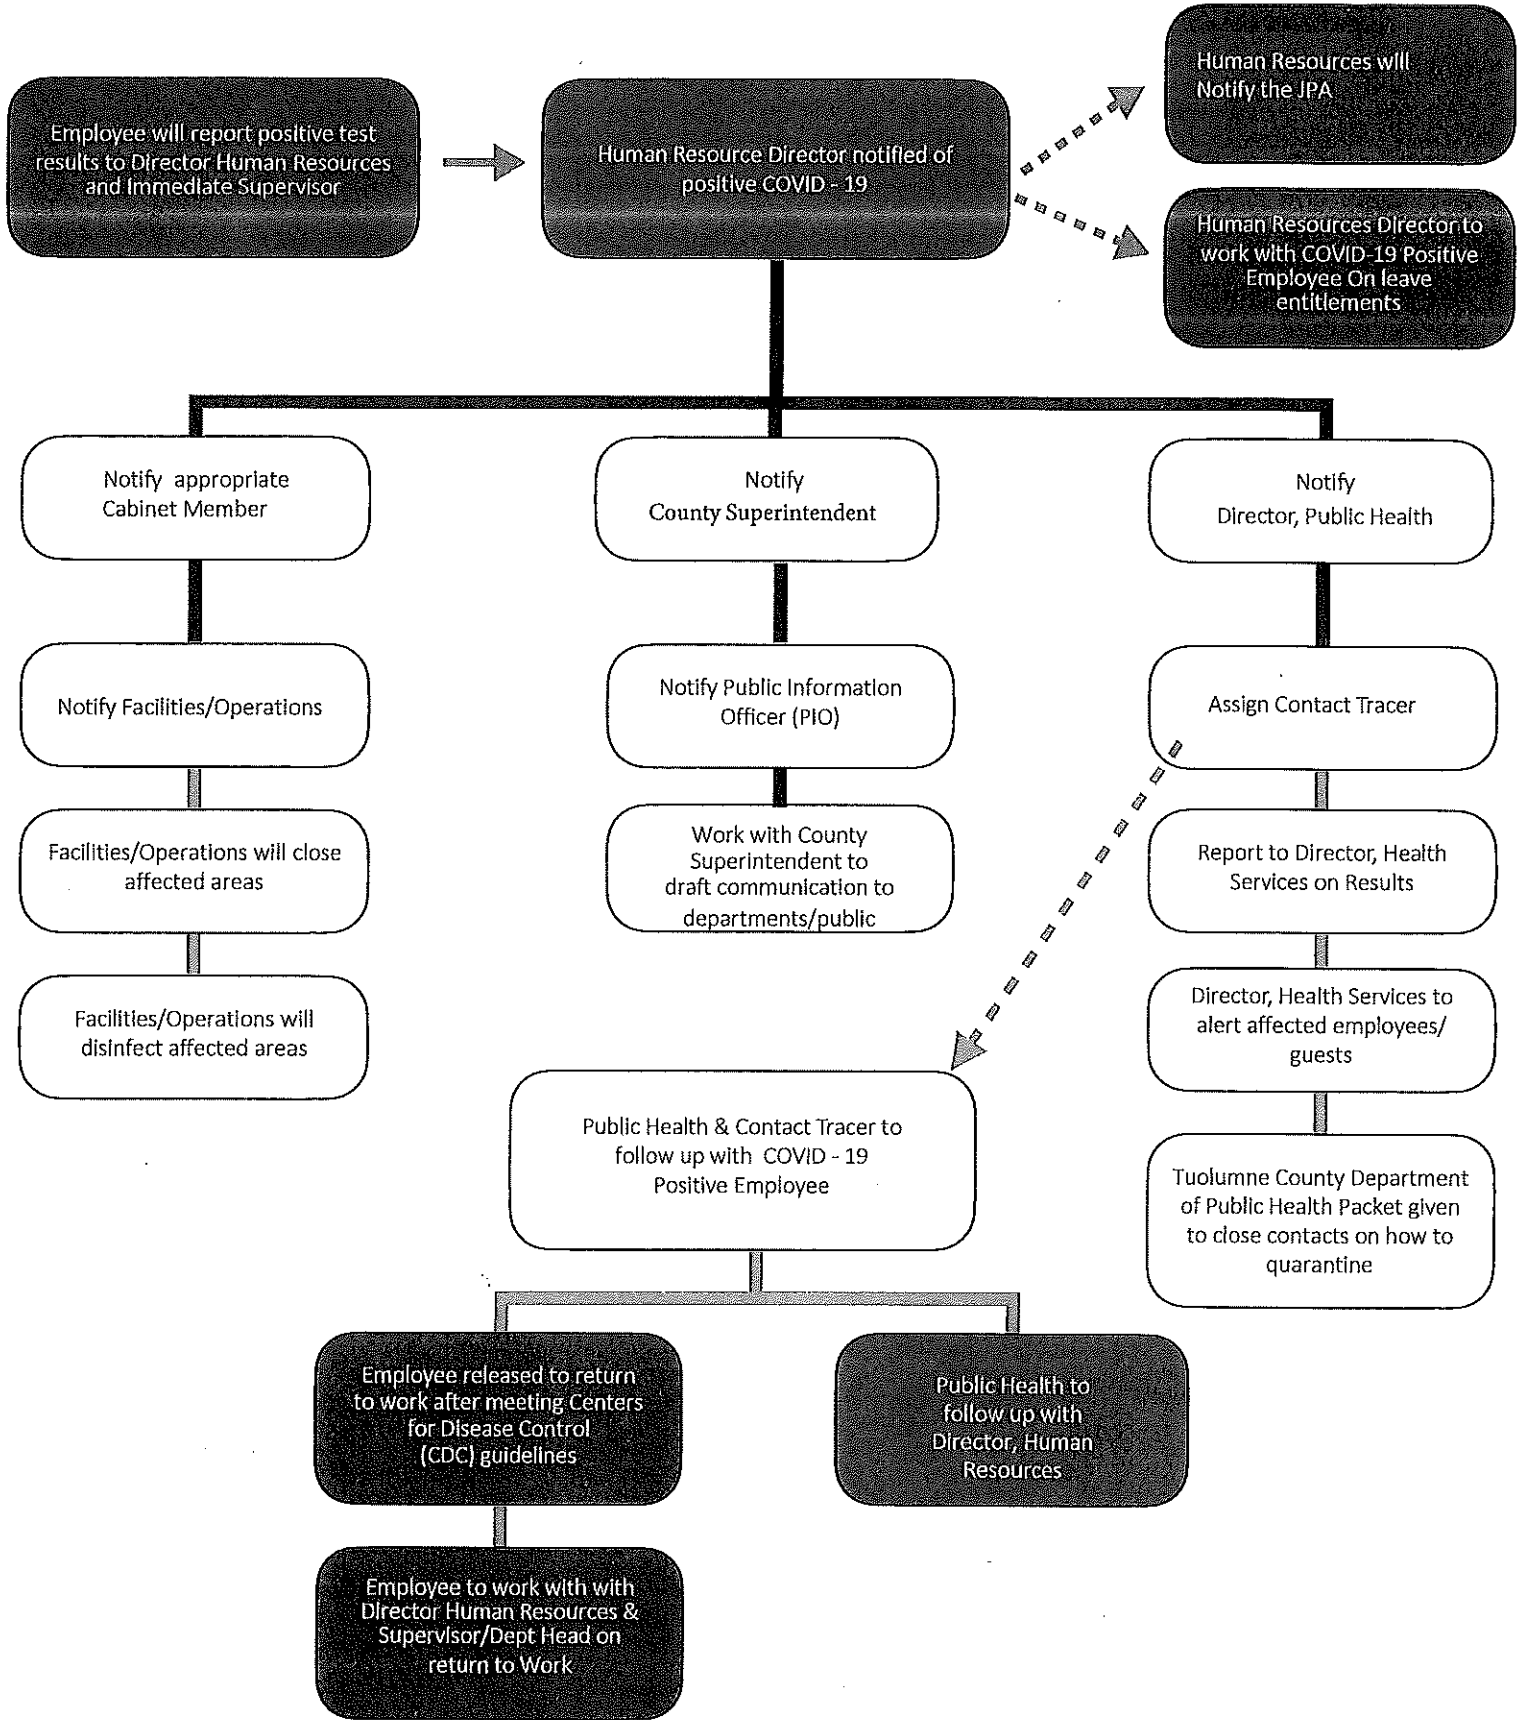 Employee will report positive test
results to Director Human Resources
and Immediate Supervisor
Human Resource Director notified of
positive COVID - 19
Human Resources will
Notify the JPA
Human Resources Director to
work with COVID-19 Positive
Employee On leave
entitlements
Notify appropriate
Cabinet Member
Notify
County Superintendent
Notify
Director, Public Health
Notify Facilities/Operations
Notify Public Information
Officer (PIO)
Assign Contact Tracer
Facilities/Operations will close
affected areas
Work with County
Superintendent to
draft communication to
departments/public
Report to Director, Health
Services on Results
Facilities/Operations will
disinfect affected areas
Director, Health Services to
alert affected employees/
guests
Public Health & Contact Tracer to
follow up with COVID - 19
Positive Employee
Tuolumne County Department
of Public Health Packet given
to close contacts on how to
quarantine
Employee released to return
to work after meeting Centers
for Disease Control
(CDC) guidelines
Public Health to
follow up with
Director, Human
Resources
Employee to work with with
Director Human Resources &
Supervisor/Dept Head on
return to Work